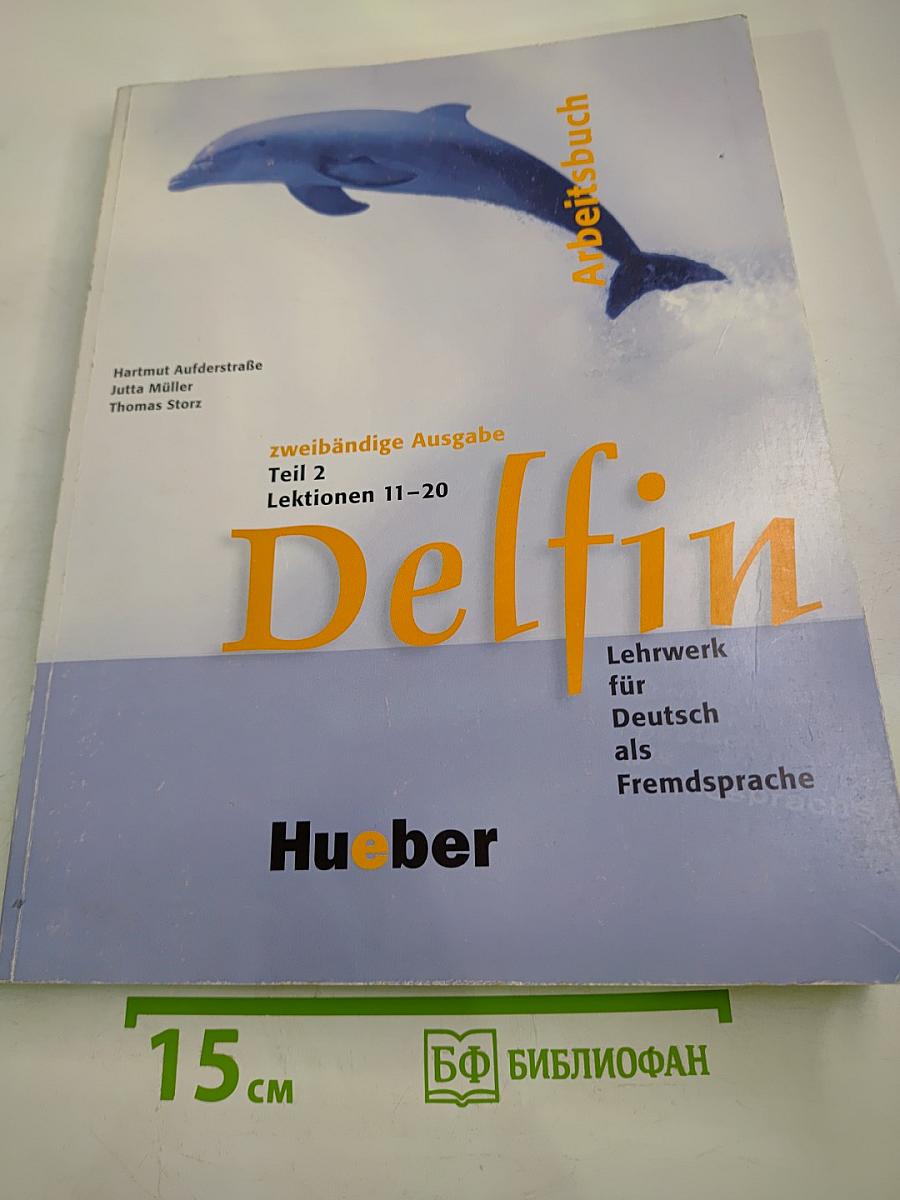 Arbeitsbuch
Hartmut Aufderstraße
Jutta Müller
Thomas Storz
zweibändige Ausgabe
Teil 2
Lektionen 11–20
Delfin
Lehrwerk
für
Deutsch
als
Fremdsprache
Hueber
15 см
БФ БИБЛИОФАН